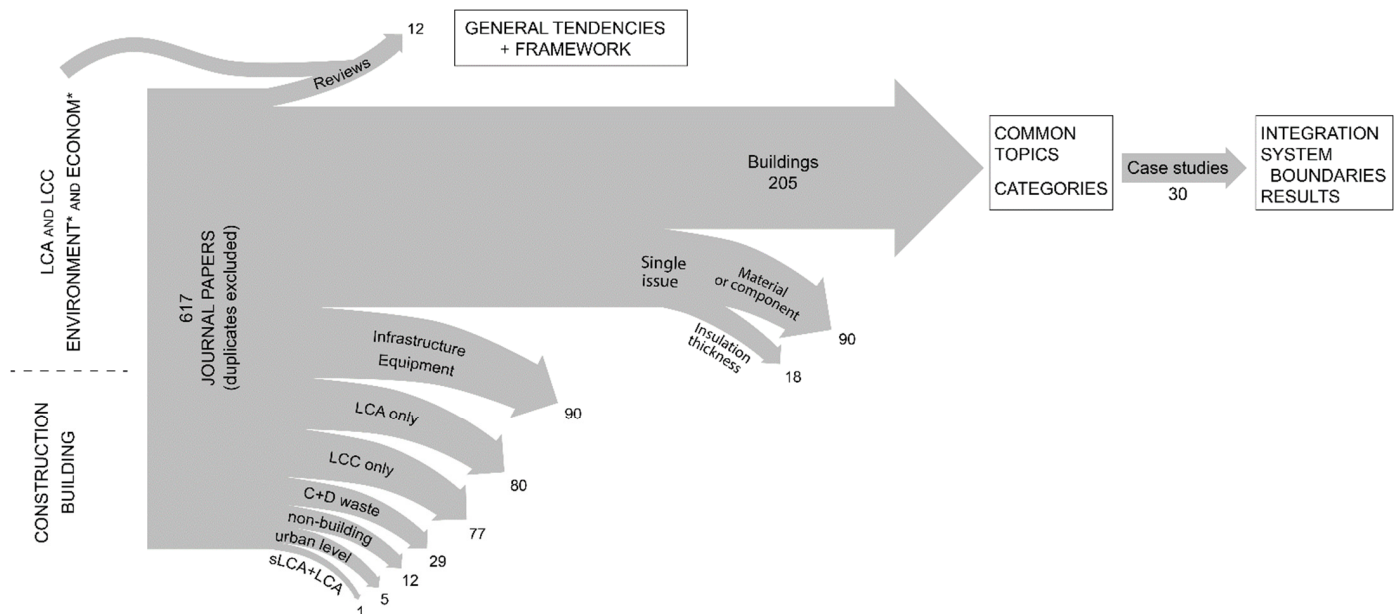 LCA AND LCC
ENVIRONMENT* AND ECONOM*
CONSTRUCTION
BUILDING
617
JOURNAL PAPERS
(duplicates excluded)
Reviews
12
GENERAL TENDENCIES
+ FRAMEWORK
Buildings
205
COMMON
TOPICS
CATEGORIES
Case studies
30
INTEGRATION
SYSTEM
BOUNDARIES
RESULTS
Single
issue
Material
or component
90
Insulation
thickness
18
Infrastructure
Equipment
90
LCA only
80
LCC only
77
C+D waste
29
non-building
12
urban level
5
sLCA+LCA
1